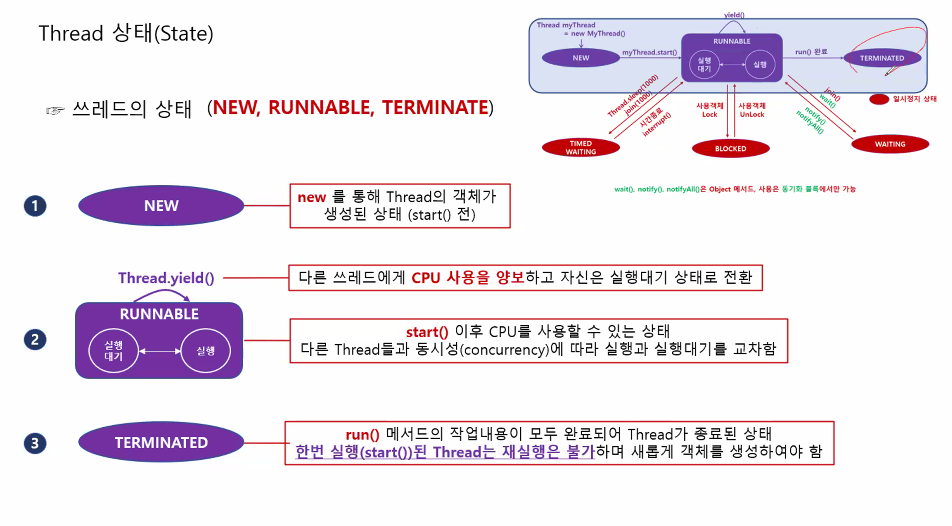 Thread 상태(State)
☞ 쓰레드의 상태 (NEW, RUNNABLE, TERMINATE)
yield()
Thread myThread
= new MyThread()
NEW
myThread.start()
RUNNABLE
실행
대기
실행
run() 완료
TERMINATED
Thread.sleep(1000)
join(1000)
시간종료
interrupt()
사용객체
Lock
사용객체
UnLock
join()
wait()
notify()
notifyAll()
일시정지 상태
TIMED
WAITING
BLOCKED
WAITING
wait(), notify(), notifyAll()은 Object 메서드, 사용은 동기화 블록에서만 가능
1
NEW
new 를 통해 Thread의 객체가
생성된 상태 (start() 전)
Thread.yield()
다른 쓰레드에게 CPU 사용을 양보하고 자신은 실행대기 상태로 전환
2
RUNNABLE
실행
대기
실행
start() 이후 CPU를 사용할 수 있는 상태
다른 Thread들과 동시성(concurrency)에 따라 실행과 실행대기를 교차함
3
TERMINATED
run() 메서드의 작업내용이 모두 완료되어 Thread가 종료된 상태
한번 실행(start())된 Thread는 재실행은 불가하며 새롭게 객체를 생성하여야 함